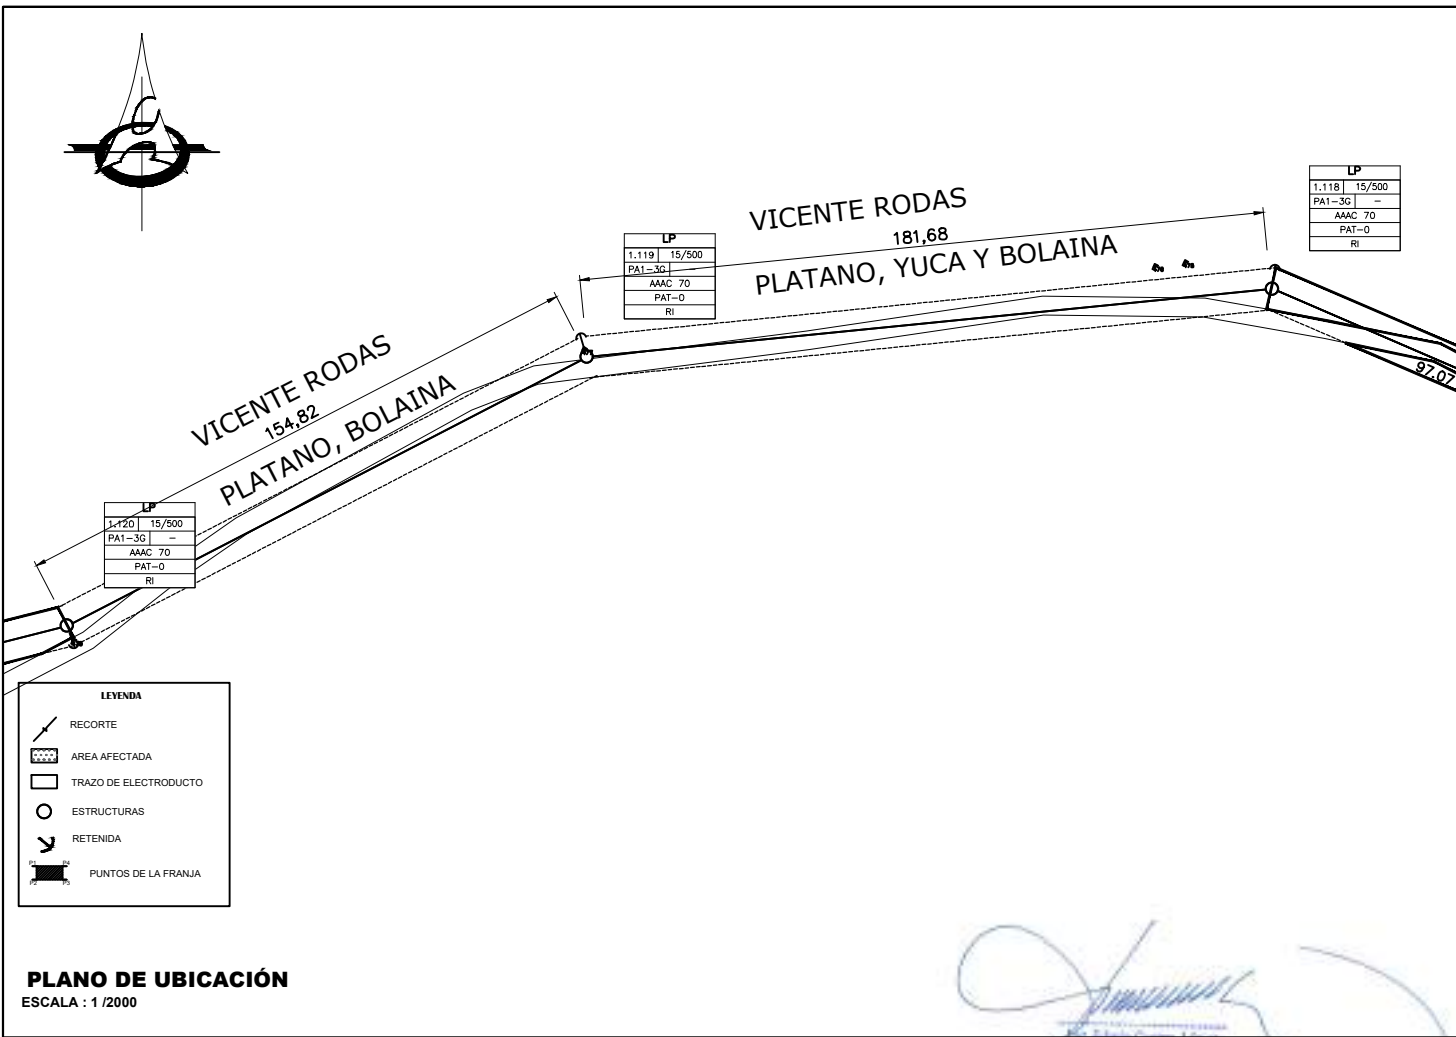 LP
1.118 15/500
PA1-3G -
AAAC 70
PAT-0
RI
VICENTE RODAS
181,68
PLATANO, YUCA Y BOLAINA
LP
1.119 15/500
PA1-3G -
AAAC 70
PAT-0
RI
97.07
VICENTE RODAS
154,82
PLATANO, BOLAINA
LP
1.120 15/500
PA1-3G -
AAAC 70
PAT-0
RI
LEYENDA
RECORTE
AREA AFECTADA
TRAZO DE ELECTRODUCTO
ESTRUCTURAS
RETENIDA
P1 P4
PUNTOS DE LA FRANJA
P2 P3
PLANO DE UBICACIÓN
ESCALA : 1 /2000